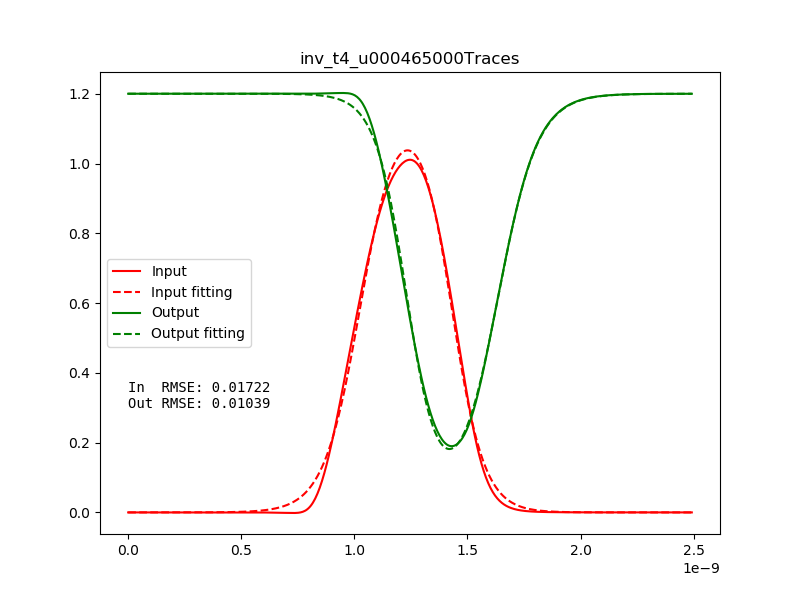 inv_t4_u000465000Traces
1.2
1.0
0.8
0.6
0.4
0.2
0.0
Input
Input fitting
Output
Output fitting
In  RMSE: 0.01722
Out RMSE: 0.01039
0.0
0.5
1.0
1.5
2.0
2.5
1e−9